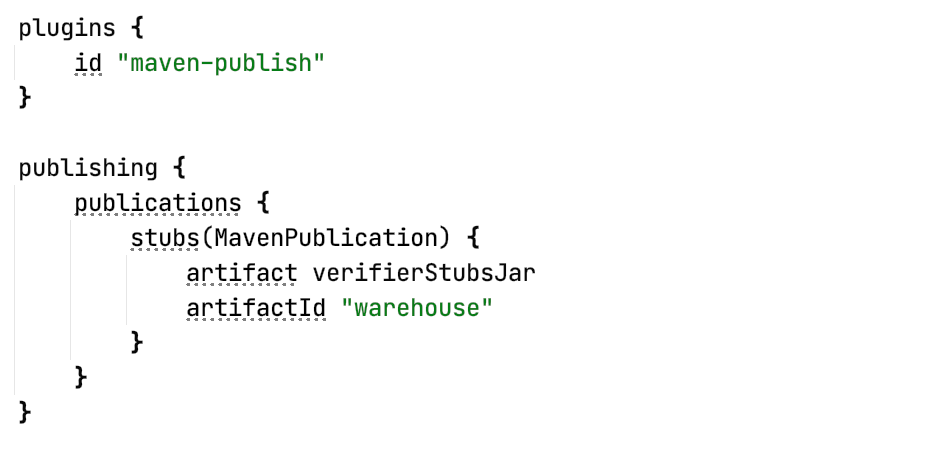 plugins {
    id "maven-publish"
}

publishing {
    publications {
        stubs(MavenPublication) {
            artifact verifierStubsJar
            artifactId "warehouse"
        }
    }
}